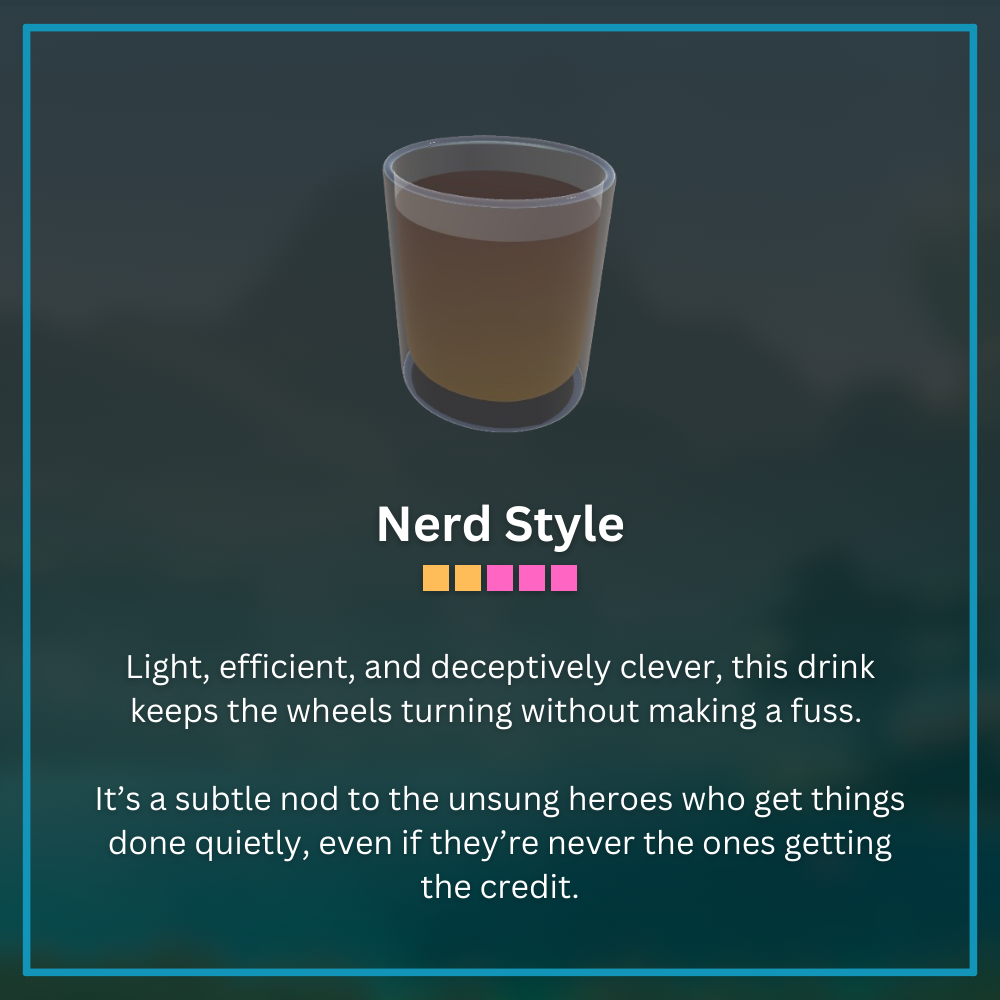 Nerd Style
Light, efficient, and deceptively clever, this drink
keeps the wheels turning without making a fuss.
It’s a subtle nod to the unsung heroes who get things
done quietly, even if they’re never the ones getting
the credit.